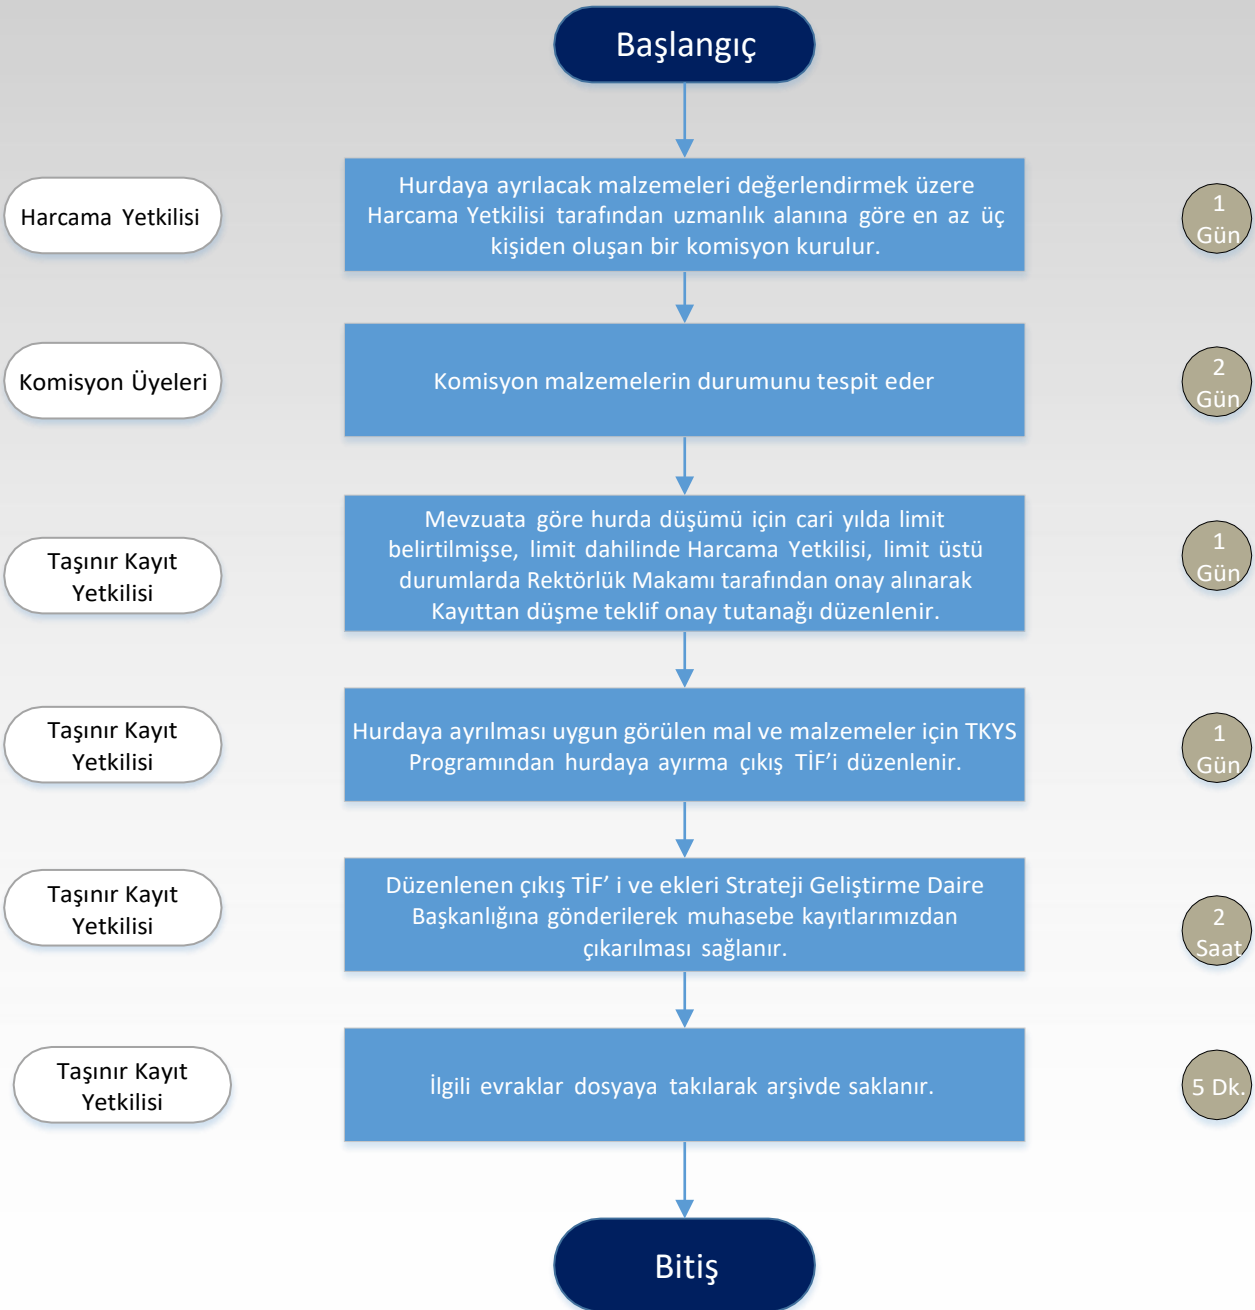 Başlangıç
Harcama Yetkilisi
Hurdaya ayrılacak malzemeleri değerlendirmek üzere
Harcama Yetkilisi tarafından uzmanlık alanına göre en az üç
kişiden oluşan bir komisyon kurulur.
1
Gün
Komisyon Üyeleri
Komisyon malzemelerin durumunu tespit eder
2
Gün
Taşınır Kayıt
Yetkilisi
Mevzuata göre hurda düşümü için cari yılda limit
belirtilmişse, limit dahilinde Harcama Yetkilisi, limit üstü
durumlarda Rektörlük Makamı tarafından onay alınarak
Kayıttan düşme teklif onay tutanağı düzenlenir.
1
Gün
Taşınır Kayıt
Yetkilisi
Hurdaya ayrılması uygun görülen mal ve malzemeler için TKYS
Programından hurdaya ayırma çıkış TİF’i düzenlenir.
1
Gün
Taşınır Kayıt
Yetkilisi
Düzenlenen çıkış TİF’ i ve ekleri Strateji Geliştirme Daire
Başkanlığına gönderilerek muhasebe kayıtlarımızdan
çıkarılması sağlanır.
2
Saat
Taşınır Kayıt
Yetkilisi
İlgili evraklar dosyaya takılarak arşivde saklanır.
5 Dk.
Bitiş